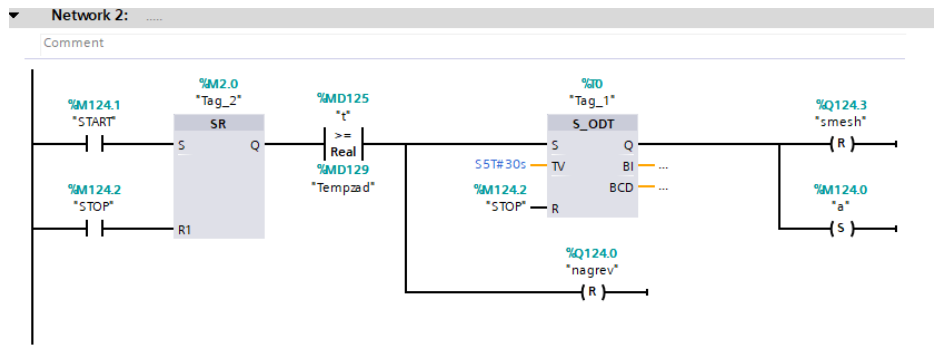 Network 2: .....
Comment
%M2.0
"Tag_2"
SR
%M124.1
"START"
S
Q
%M124.2
"STOP"
R1
%MD125
"t"
>=
Real
%MD129
"Tempzad"
%T0
"Tag_1"
S_ODT
S
Q
S5T#30s
TV
BI
...
BCD
...
%M124.2
"STOP"
R
%Q124.0
"nagrev"
R
%Q124.3
"smesh"
R
%M124.0
"a"
S